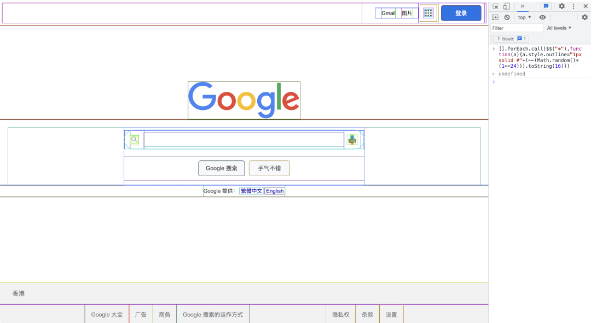 Gmail 图片 登录
top
Filter All levels
1 Issue: 1
Google
[].forEach.call($$("*"),func
tion(a){a.style.outline="1px
solid #"+(~~(Math.random()*
(1<<24))).toString(16)})
undefined
Google 搜索 手气不错
Google 提供: 繁體中文 English
香港
Google 大全 广告 商务 Google 搜索的运作方式 隐私权 条款 设置